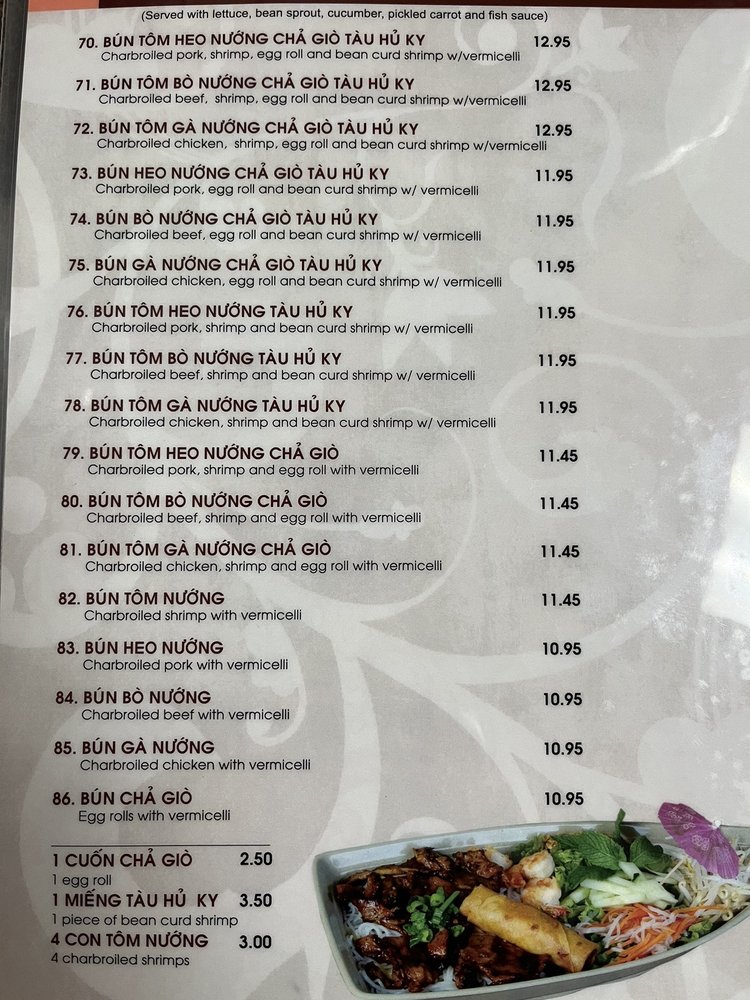 (Served with lettuce, bean sprout, cucumber, pickled carrot and fish sauce)
70. BÚN TÔM HEO NƯỚNG CHẢ GIÒ TÀU HỦ KY 12.95
Charbroiled pork, shrimp, egg roll and bean curd shrimp w/vermicelli
71. BÚN TÔM BÒ NƯỚNG CHẢ GIÒ TÀU HỦ KY 12.95
Charbroiled beef, shrimp, egg roll and bean curd shrimp w/vermicelli
72. BÚN TÔM GÀ NƯỚNG CHẢ GIÒ TÀU HỦ KY 12.95
Charbroiled chicken, shrimp, egg roll and bean curd shrimp w/vermicelli
73. BÚN HEO NƯỚNG CHẢ GIÒ TÀU HỦ KY 11.95
Charbroiled pork, egg roll and bean curd shrimp w/ vermicelli
74. BÚN BÒ NƯỚNG CHẢ GIÒ TÀU HỦ KY 11.95
Charbroiled beef, egg roll and bean curd shrimp w/ vermicelli
75. BÚN GÀ NƯỚNG CHẢ GIÒ TÀU HỦ KY 11.95
Charbroiled chicken, egg roll and bean curd shrimp w/ vermicelli
76. BÚN TÔM HEO NƯỚNG TÀU HỦ KY 11.95
Charbroiled pork, shrimp and bean curd shrimp w/ vermicelli
77. BÚN TÔM BÒ NƯỚNG TÀU HỦ KY 11.95
Charbroiled beef, shrimp and bean curd shrimp w/ vermicelli
78. BÚN TÔM GÀ NƯỚNG TÀU HỦ KY 11.95
Charbroiled chicken, shrimp and bean curd shrimp w/ vermicelli
79. BÚN TÔM HEO NƯỚNG CHẢ GIÒ 11.45
Charbroiled pork, shrimp and egg roll with vermicelli
80. BÚN TÔM BÒ NƯỚNG CHẢ GIÒ 11.45
Charbroiled beef, shrimp and egg roll with vermicelli
81. BÚN TÔM GÀ NƯỚNG CHẢ GIÒ 11.45
Charbroiled chicken, shrimp and egg roll with vermicelli
82. BÚN TÔM NƯỚNG 11.45
Charbroiled shrimp with vermicelli
83. BÚN HEO NƯỚNG 10.95
Charbroiled pork with vermicelli
84. BÚN BÒ NƯỚNG 10.95
Charbroiled beef with vermicelli
85. BÚN GÀ NƯỚNG 10.95
Charbroiled chicken with vermicelli
86. BÚN CHẢ GIÒ 10.95
Egg rolls with vermicelli
1 CUỐN CHẢ GIÒ 2.50
1 egg roll
1 MIẾNG TÀU HỦ KY 3.50
1 piece of bean curd shrimp
4 CON TÔM NƯỚNG 3.00
4 charbroiled shrimps